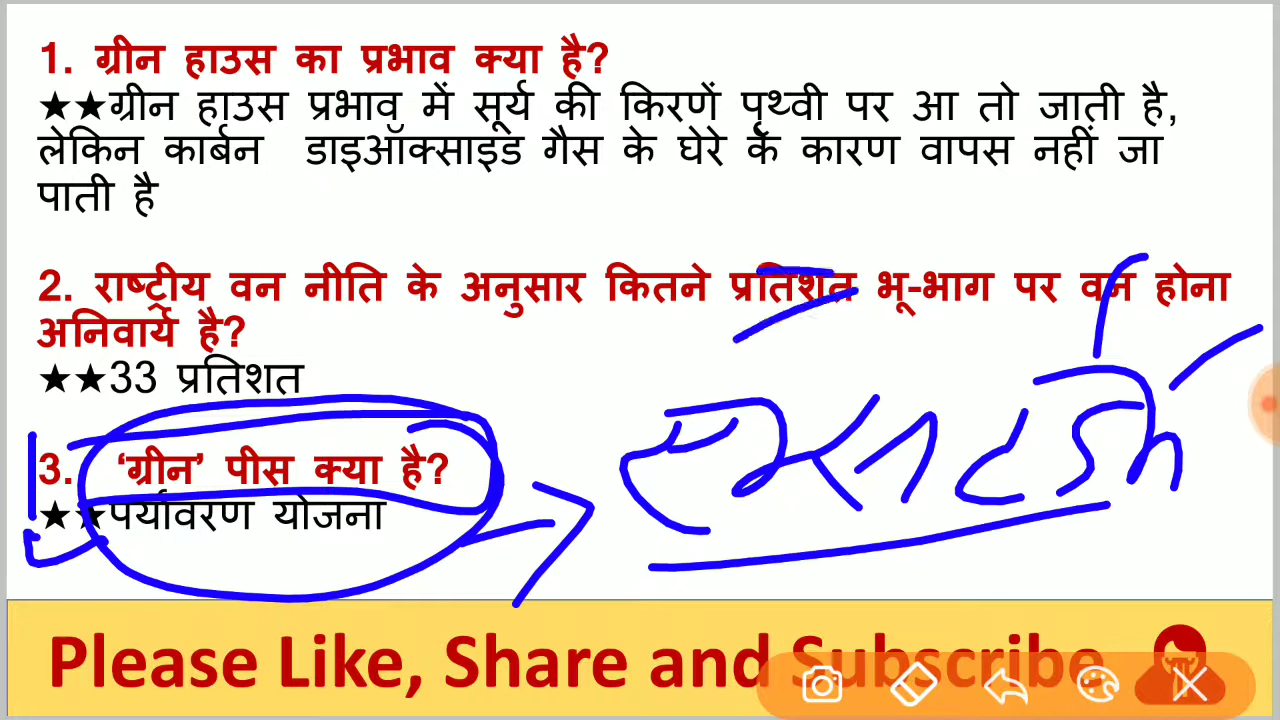 1. ग्रीन हाउस का प्रभाव क्या है?
★★ग्रीन हाउस प्रभाव में सूर्य की किरणें पृथ्वी पर आ तो जाती है,
लेकिन कार्बन डाइऑक्साइड गैस के घेरे के कारण वापस नहीं जा
पाती है
2. राष्ट्रीय वन नीति के अनुसार कितने प्रतिशत भू-भाग पर वन होना
अनिवार्य है?
★★33 प्रतिशत
3. ‘ग्रीन’ पीस क्या है?
★★पर्यावरण योजना
Please Like, Share and Subscribe